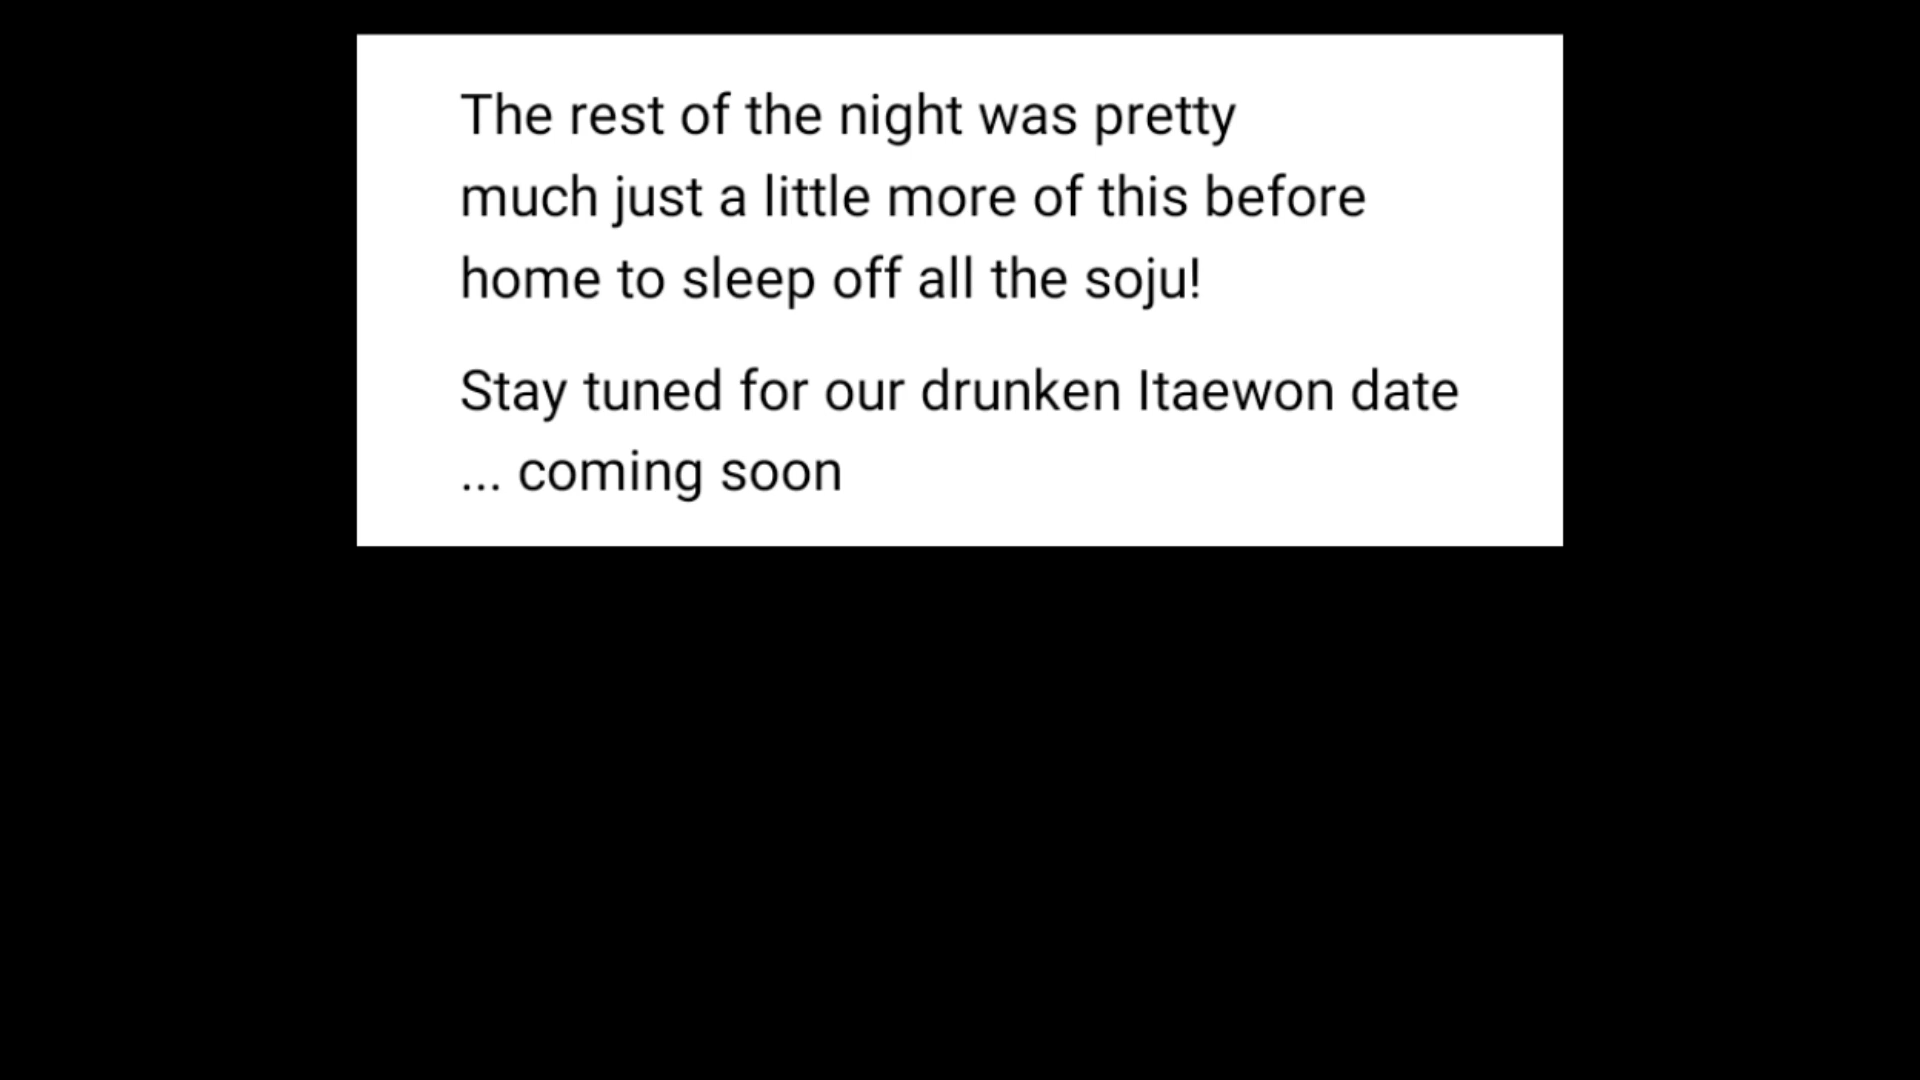 The rest of the night was pretty
much just a little more of this before
home to sleep off all the soju!
Stay tuned for our drunken Itaewon date
... coming soon